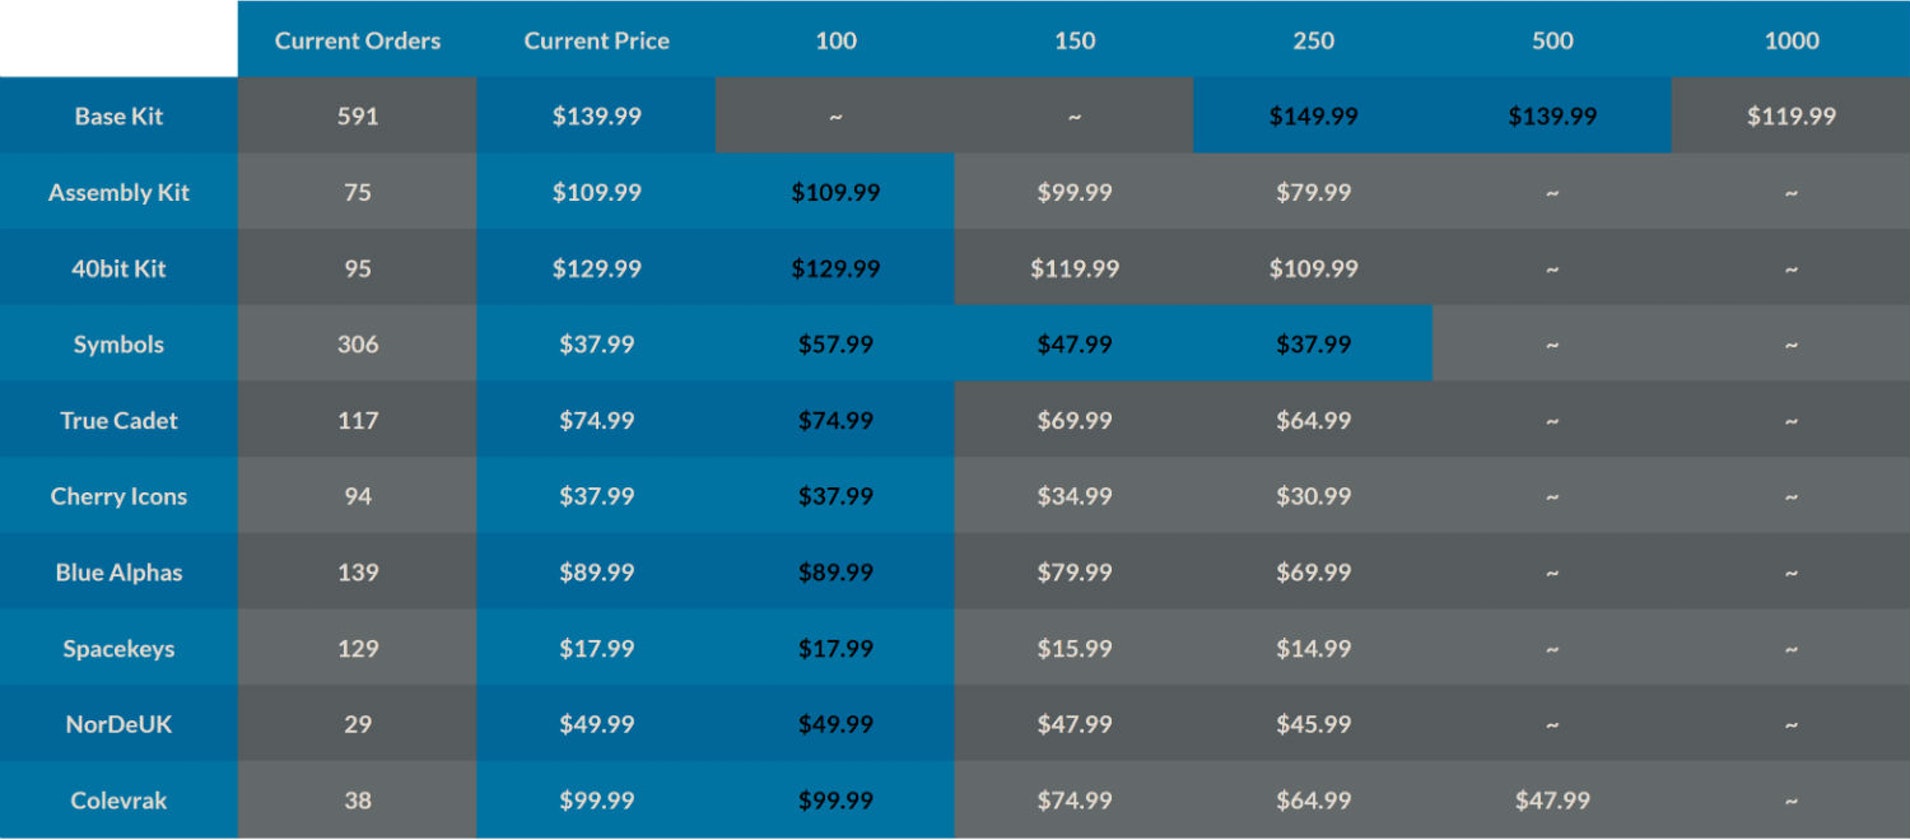 Current Orders Current Price 100 150 250 500 1000
Base Kit 591 $139.99 ~ ~ $149.99 $139.99 $119.99
Assembly Kit 75 $109.99 $109.99 $99.99 $79.99 ~ ~
40bit Kit 95 $129.99 $129.99 $119.99 $109.99 ~ ~
Symbols 306 $37.99 $57.99 $47.99 $37.99 ~ ~
True Cadet 117 $74.99 $74.99 $69.99 $64.99 ~ ~
Cherry Icons 94 $37.99 $37.99 $34.99 $30.99 ~ ~
Blue Alphas 139 $89.99 $89.99 $79.99 $69.99 ~ ~
Spacekeys 129 $17.99 $17.99 $15.99 $14.99 ~ ~
NorDeUK 29 $49.99 $49.99 $47.99 $45.99 ~ ~
Colevrak 38 $99.99 $99.99 $74.99 $64.99 $47.99 ~